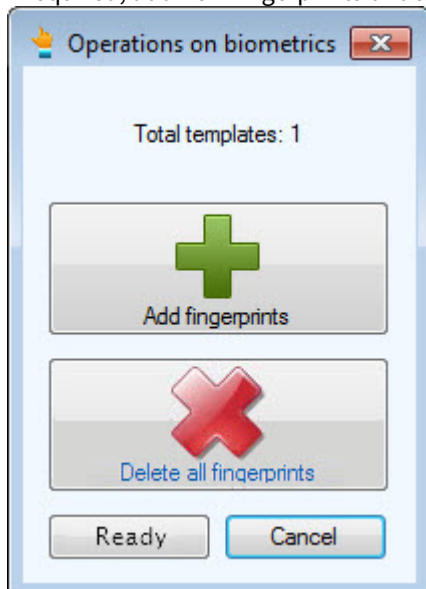 Operations on biometrics
Total templates: 1
Add fingerprints
Delete all fingerprints
Ready
Cancel